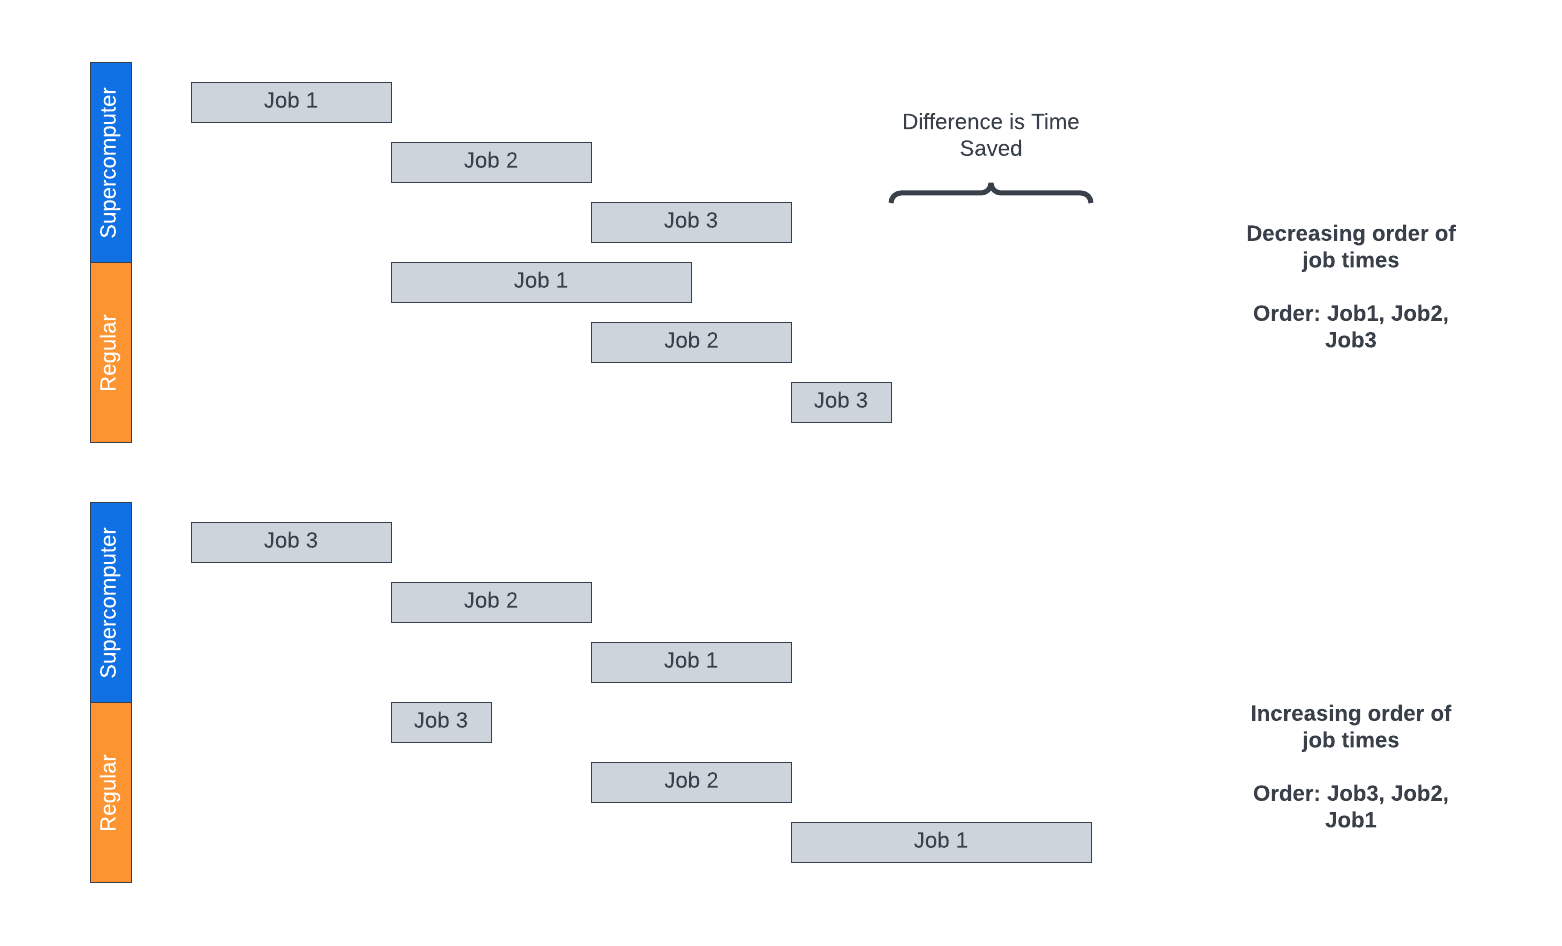 Supercomputer
Job 1
Job 2
Job 3
Regular
Job 1
Job 2
Job 3
Difference is Time
Saved
Decreasing order of
job times
Order: Job1, Job2,
Job3
Supercomputer
Job 3
Job 2
Job 1
Regular
Job 3
Job 2
Job 1
Increasing order of
job times
Order: Job3, Job2,
Job1